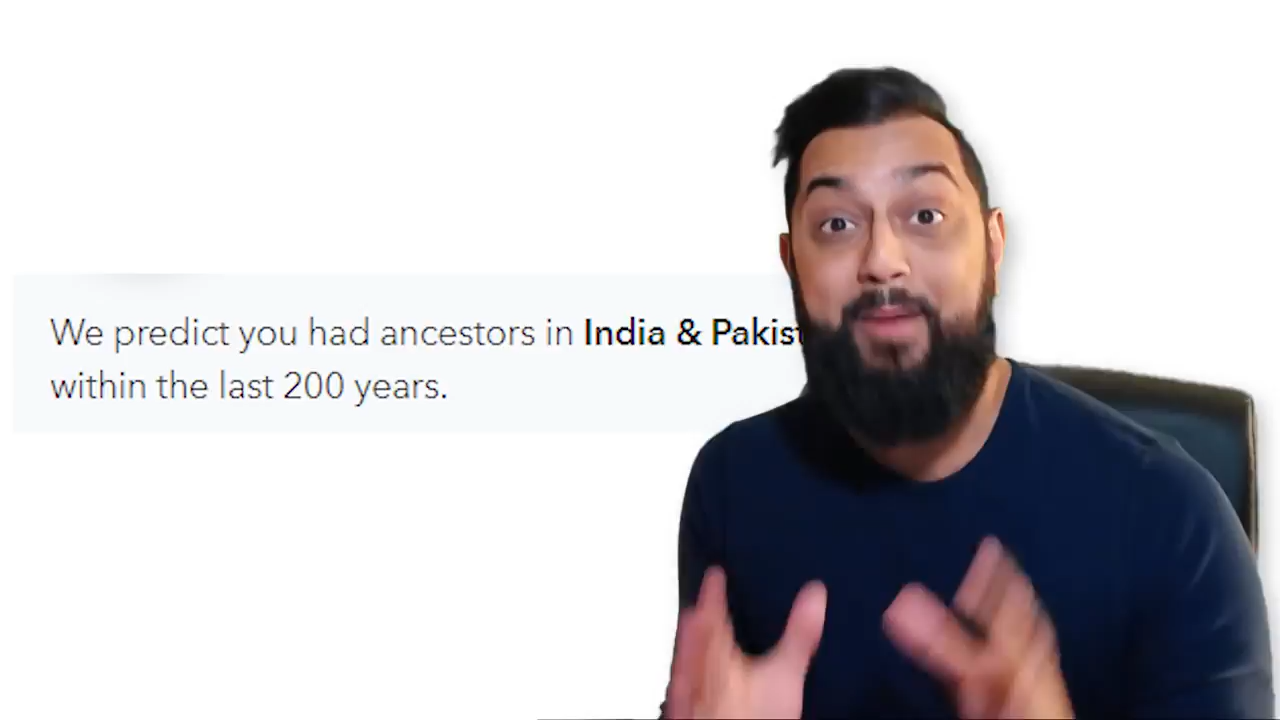 We predict you had ancestors in India & Pakist
within the last 200 years.